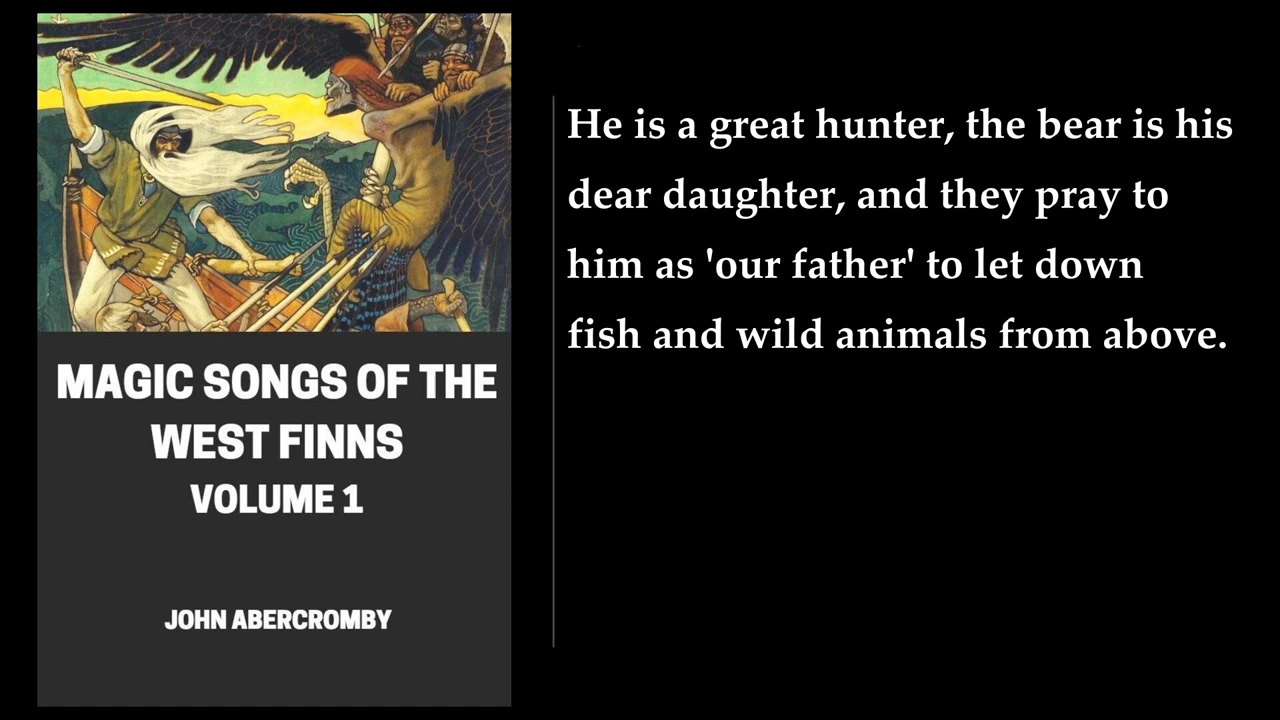 MAGIC SONGS OF THE
WEST FINNS
VOLUME 1
JOHN ABERCROMBY
He is a great hunter, the bear is his
dear daughter, and they pray to
him as 'our father' to let down
fish and wild animals from above.